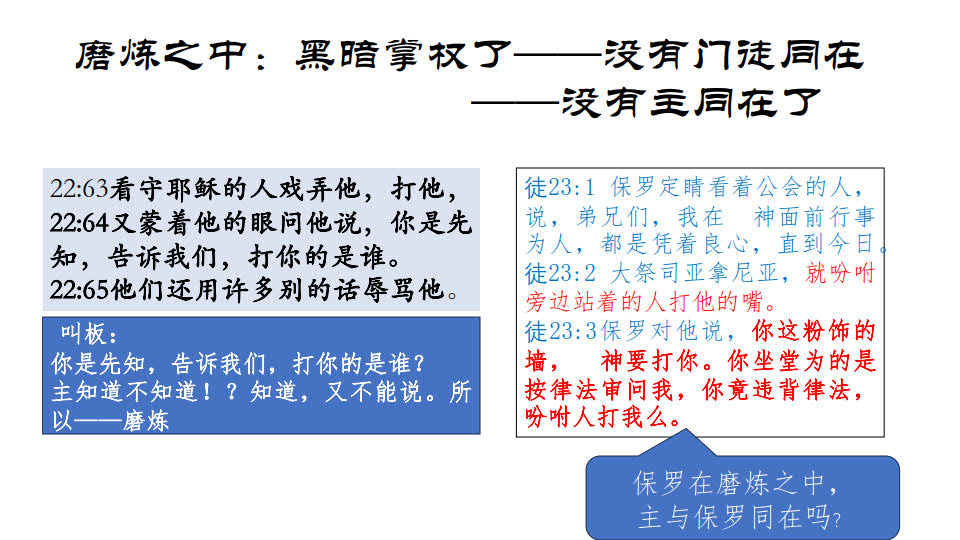 磨炼之中：黑暗掌权了——没有门徒同在
——没有主同在了
22:63看守耶稣的人戏弄他，打他，
22:64又蒙着他的眼问他说，你是先
知，告诉我们，打你的是谁。
22:65他们还用许多别的话辱骂他。
叫板：
你是先知，告诉我们，打你的是谁？
主知道不知道！？知道，又不能说。所
以——磨炼
徒23:1 保罗定睛看着公会的人，
说，弟兄们，我在　神面前行事
为人，都是凭着良心，直到今日。
徒23:2 大祭司亚拿尼亚，就吩咐
旁边站着的人打他的嘴。
徒23:3保罗对他说，你这粉饰的
墙，　神要打你。你坐堂为的是
按律法审问我，你竟违背律法，
吩咐人打我么。
保罗在磨炼之中，
主与保罗同在吗?